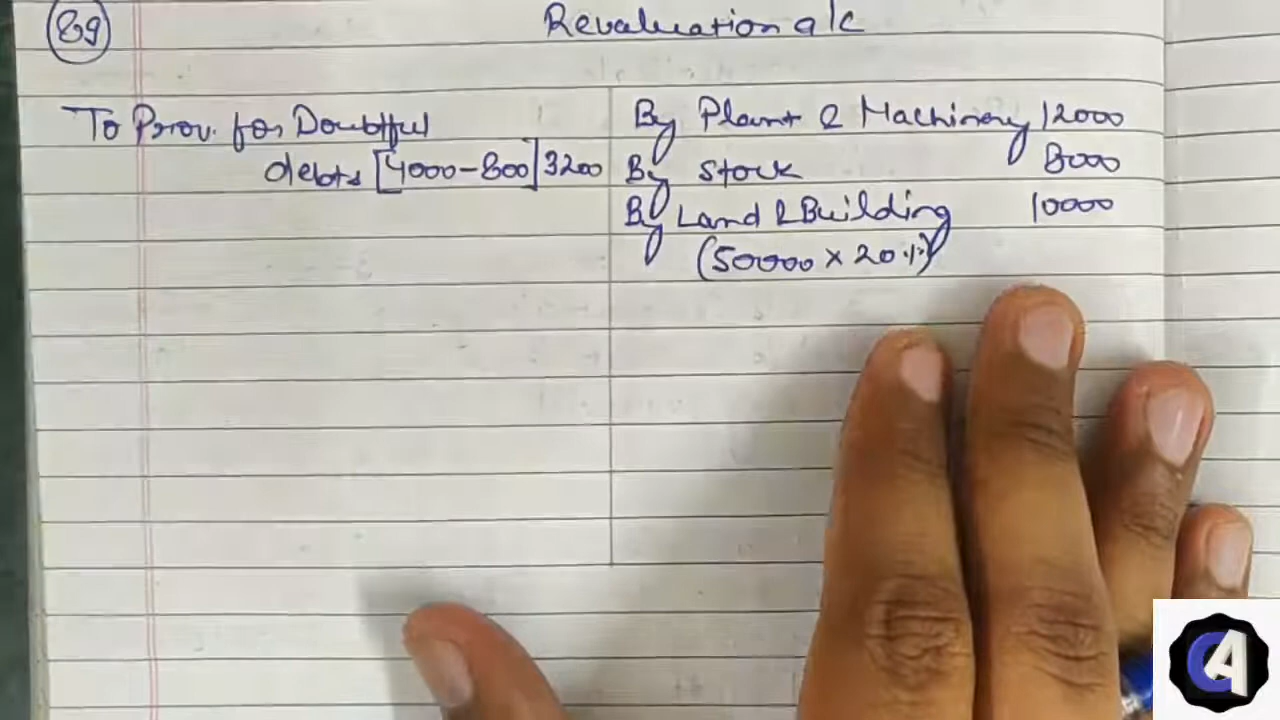 89
Revaluation a/c
To Prov. for Doubtful
debts [4000-800] 3200
By Plant & Machinery 12000
By Stock 8000
By Land & Building 10000
(50000 × 20%)
CA